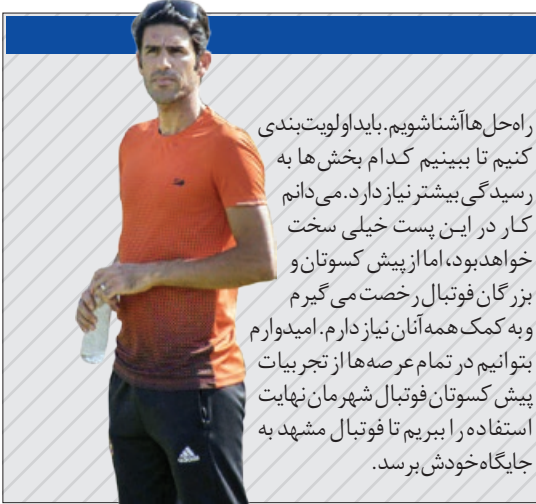 راه‌حل‌ها آشنا شویم. باید اولویت‌بندی
کنیم تا ببینیم کدام بخش‌ها به
رسیدگی بیشتر نیاز دارد. می‌دانم
کار در این پست خیلی سخت
خواهد بود، اما از پیش کسوتان و
بزرگان فوتبال رخصت می گیرم
و به کمک همه آنان نیاز دارم. امیدوارم
بتوانیم در تمام عرصه‌ها از تجربیات
پیش کسوتان فوتبال شهرمان نهایت
استفاده را ببریم تا فوتبال مشهد به
جایگاه خودش برسد.
adidas